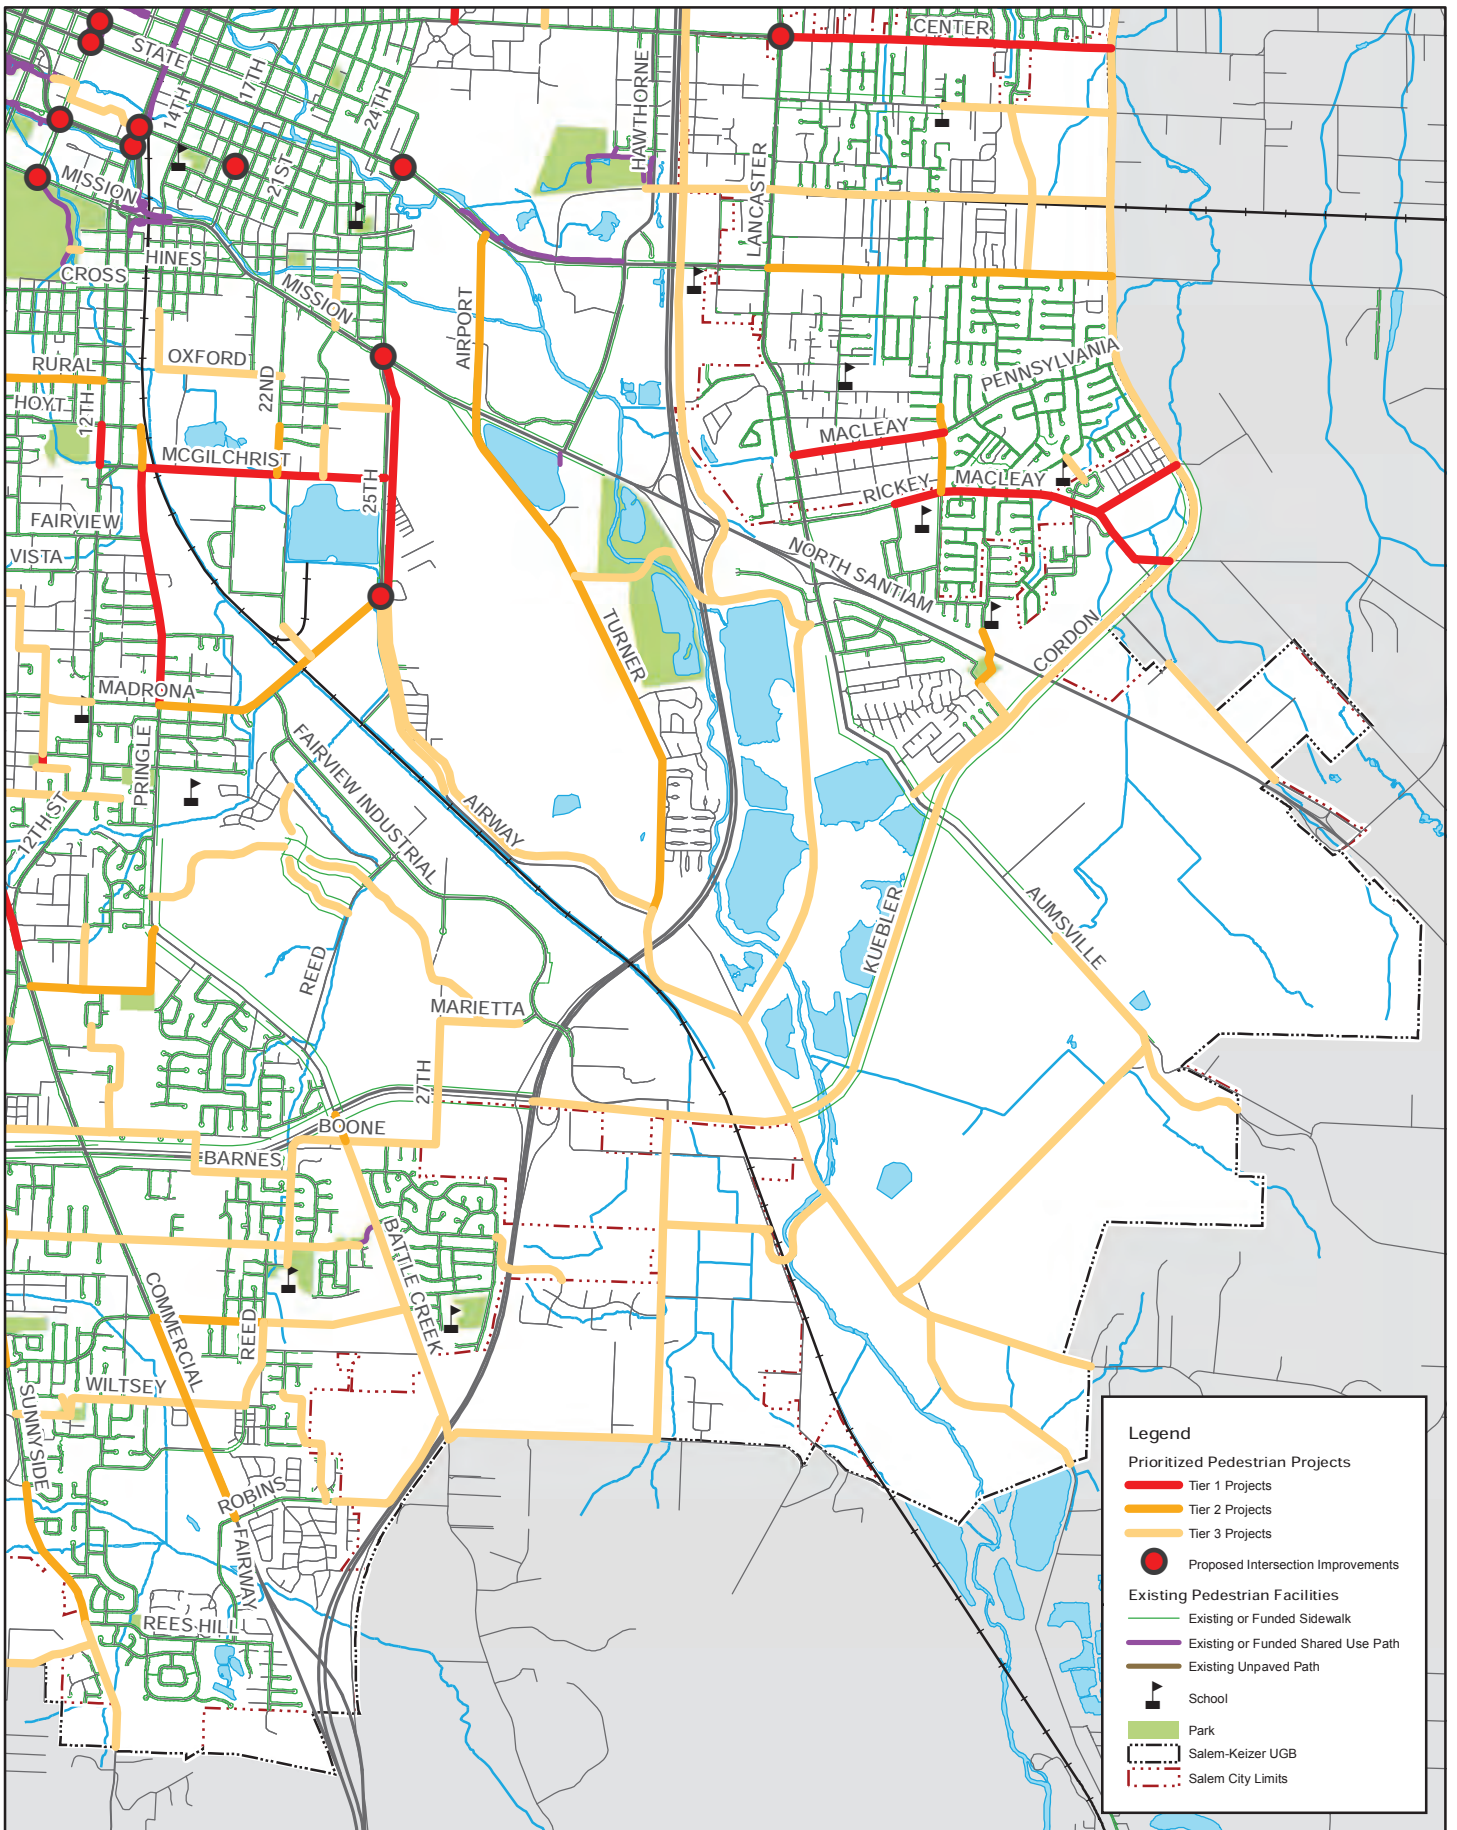 CENTER
STATE
17TH
14TH
24TH
HAWTHORNE
21ST
LANCASTER
MISSION
HINES
CROSS
MISSION
AIRPORT
RURAL
OXFORD
22ND
HOYT
12TH
PENNSYLVANIA
MACLEAY
MCGILCHRIST
25TH
RICKEY
MACLEAY
FAIRVIEW
VISTA
NORTH SANTIAM
TURNER
CORDON
MADRONA
PRINGLE
FAIRVIEW INDUSTRIAL
12TH ST
AIRWAY
AUMSVILLE
KUEBLER
REED
MARIETTA
27TH
BOONE
BARNES
BATTLE CREEK
COMMERCIAL
REED
WILTSEY
SUNNYSIDE
ROBINS
FAIRWAY
REES HILL
Legend
Prioritized Pedestrian Projects
Tier 1 Projects
Tier 2 Projects
Tier 3 Projects
Proposed Intersection Improvements
Existing Pedestrian Facilities
Existing or Funded Sidewalk
Existing or Funded Shared Use Path
Existing Unpaved Path
School
Park
Salem-Keizer UGB
Salem City Limits